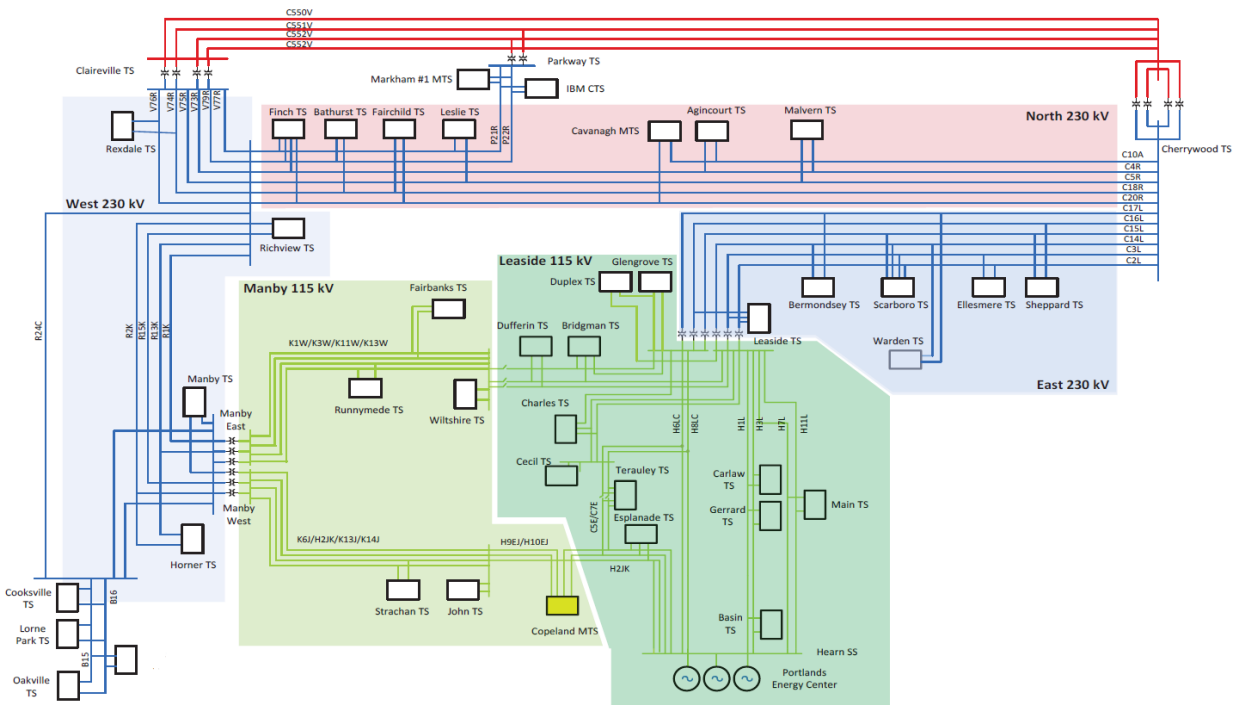 C550V
C551V
C552V
C552V
Claireville TS
Parkway TS
Markham #1 MTS
IBM CTS
V76R
V74R
V75R
V73R
V79R
V77R
P21R
P22R
Rexdale TS
Finch TS
Bathurst TS
Fairchild TS
Leslie TS
Cavanagh MTS
Agincourt TS
Malvern TS
North 230 kV
Cherrywood TS
C10A
C4R
C5R
C18R
C20R
C17L
C16L
C15L
C14L
C3L
C2L
West 230 kV
Richview TS
R24C
R2K
R15K
R13K
R1K
Leaside 115 kV
Glengrove TS
Duplex TS
Manby 115 kV
Fairbanks TS
Dufferin TS
Bridgman TS
Leaside TS
Bermondsey TS
Scarboro TS
Ellesmere TS
Sheppard TS
Warden TS
East 230 kV
K1W/K3W/K11W/K13W
Runnymede TS
Wiltshire TS
Manby TS
Manby
East
Manby
West
Charles TS
Cecil TS
H6LC
H8LC
H1L
H3L
H7L
H11L
Terauley TS
Esplanade TS
C5E/C7E
Carlaw
TS
Gerrard
TS
Main TS
Horner TS
K6J/H2JK/K13J/K14J
H9EJ/H10EJ
H2JK
Strachan TS
John TS
Copeland MTS
Basin
TS
Hearn SS
Portlands
Energy Center
Cooksville
TS
Lorne
Park TS
Oakville
TS
B16
B15